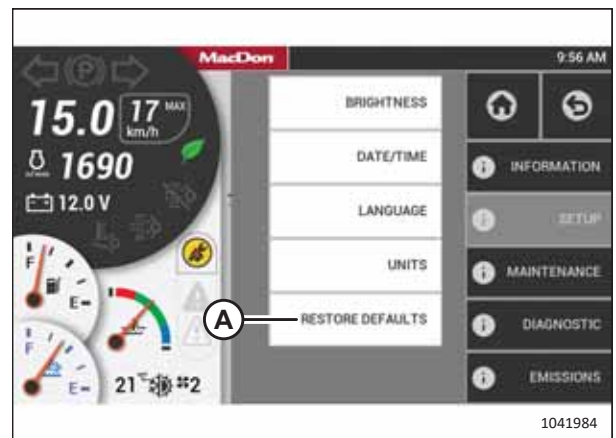 MacDon
9:56 AM
P
15.0
17 MAX
km/h
1690
12.0 V
F
E
F
E
21°
2
BRIGHTNESS
DATE/TIME
LANGUAGE
UNITS
RESTORE DEFAULTS
A
INFORMATION
SETUP
MAINTENANCE
DIAGNOSTIC
EMISSIONS
1041984